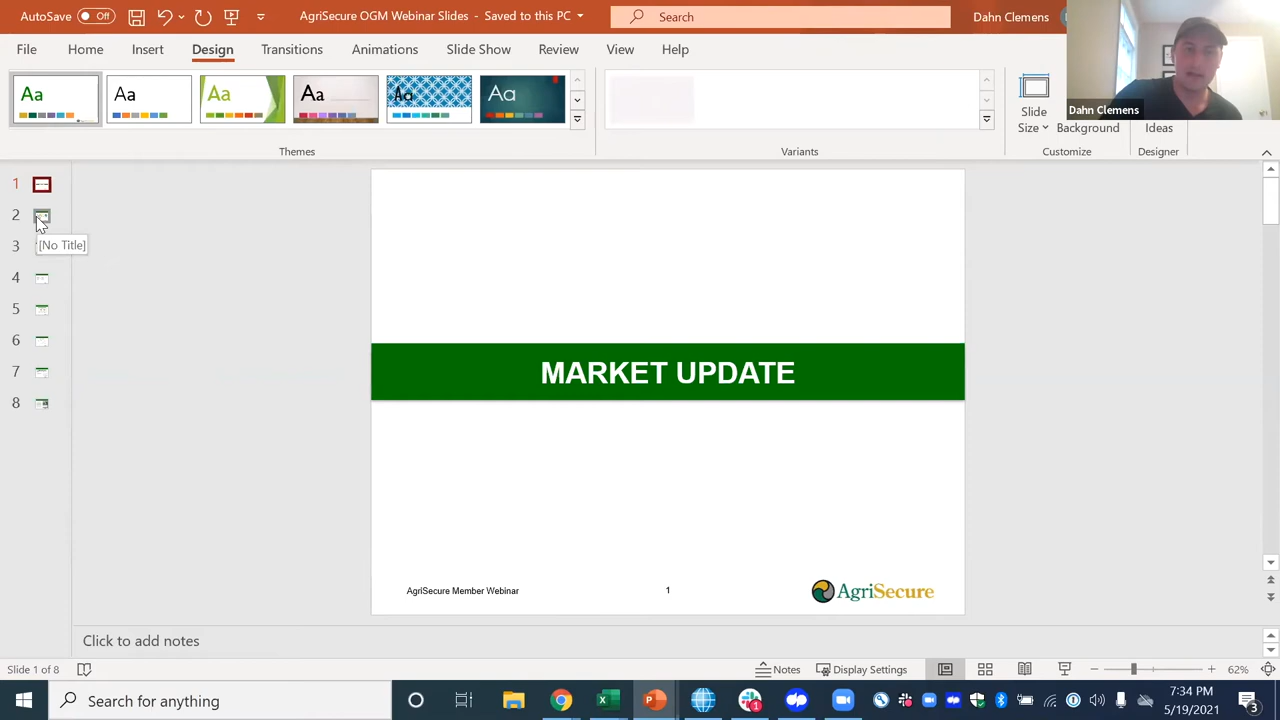 AutoSave Off AgriSecure OGM Webinar Slides - Saved to this PC Search Dahn Clemens
File Home Insert Design Transitions Animations Slide Show Review View Help
Aa Aa Aa Aa Aa Aa
Dahn Clemens
Slide Size Background Ideas
Themes Variants Customize Designer
1
2
[No Title]
3
4
5
6
7
8
MARKET UPDATE
AgriSecure Member Webinar 1 AgriSecure
Click to add notes
Slide 1 of 8 Notes Display Settings 62%
Search for anything 1 7:34 PM
5/19/2021 3